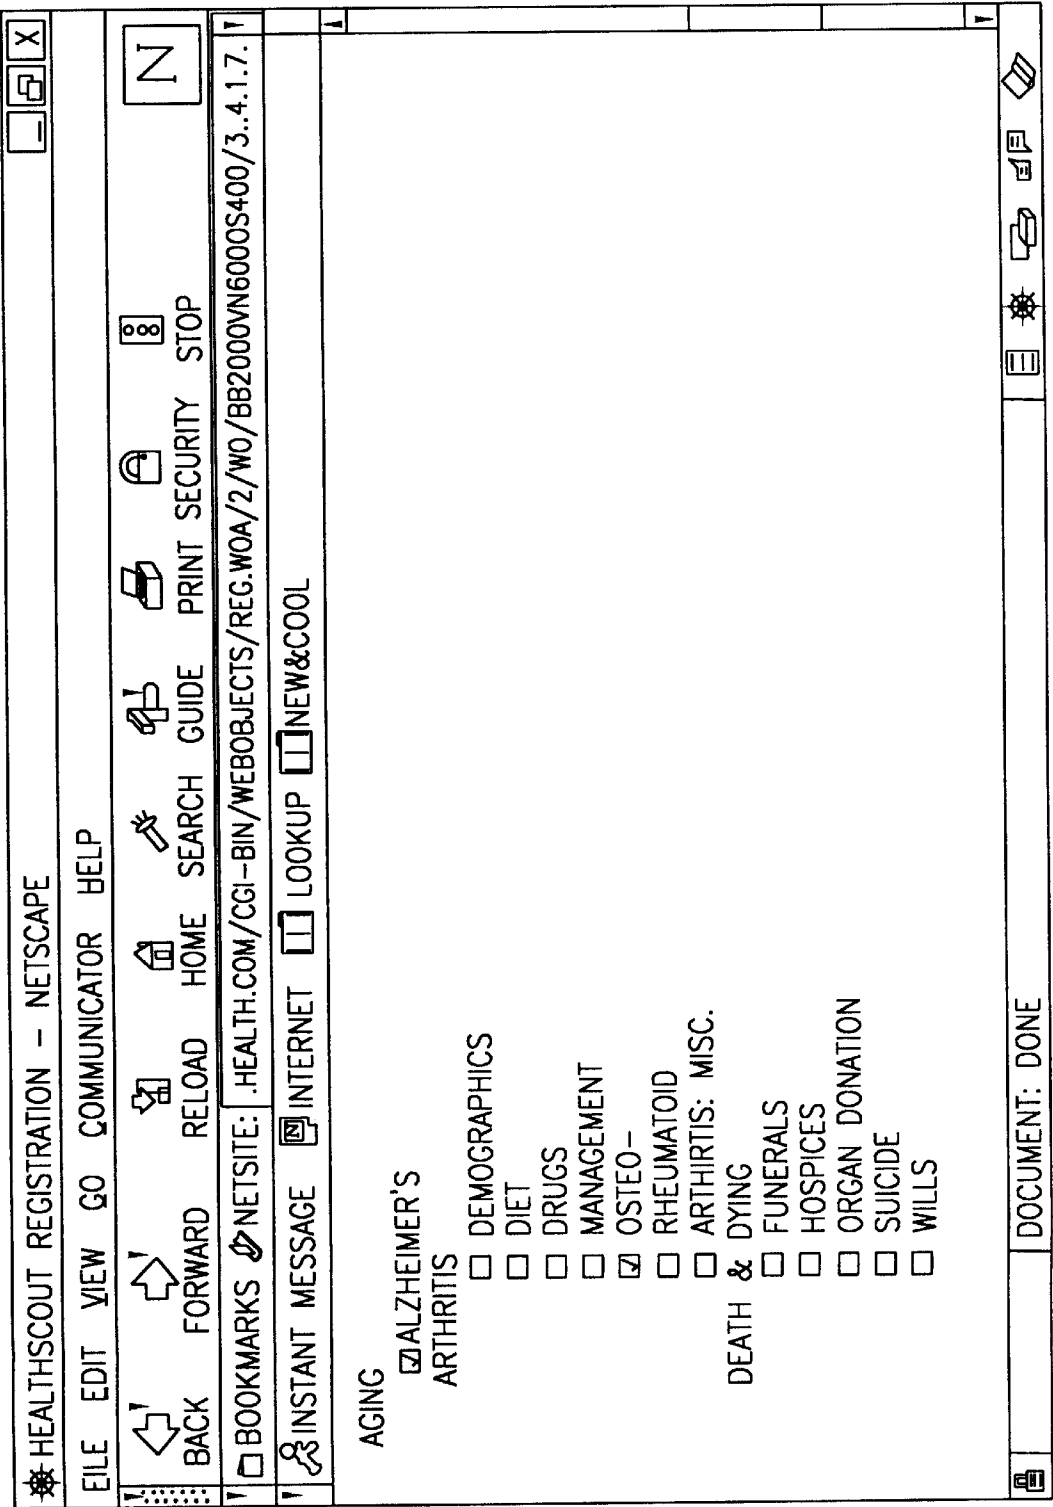 HEALTHSCOUT REGISTRATION – NETSCAPE
_ X
EILE EDIT VIEW GO COMMUNICATOR HELP
BACK FORWARD RELOAD HOME SEARCH GUIDE PRINT SECURITY STOP N
BOOKMARKS NETSITE: .HEALTH.COM/CGI-BIN/WEBOBJECTS/REG.WOA/2/WO/BB2000VN6000S400/3..4.1.7.
INSTANT MESSAGE N INTERNET LOOKUP NEW&COOL
AGING
ALZHEIMER'S
ARTHRITIS
DEMOGRAPHICS
DIET
DRUGS
MANAGEMENT
OSTEO–
RHEUMATOID
ARTHIRTIS: MISC.
DEATH & DYING
FUNERALS
HOSPICES
ORGAN DONATION
SUICIDE
WILLS
DOCUMENT: DONE